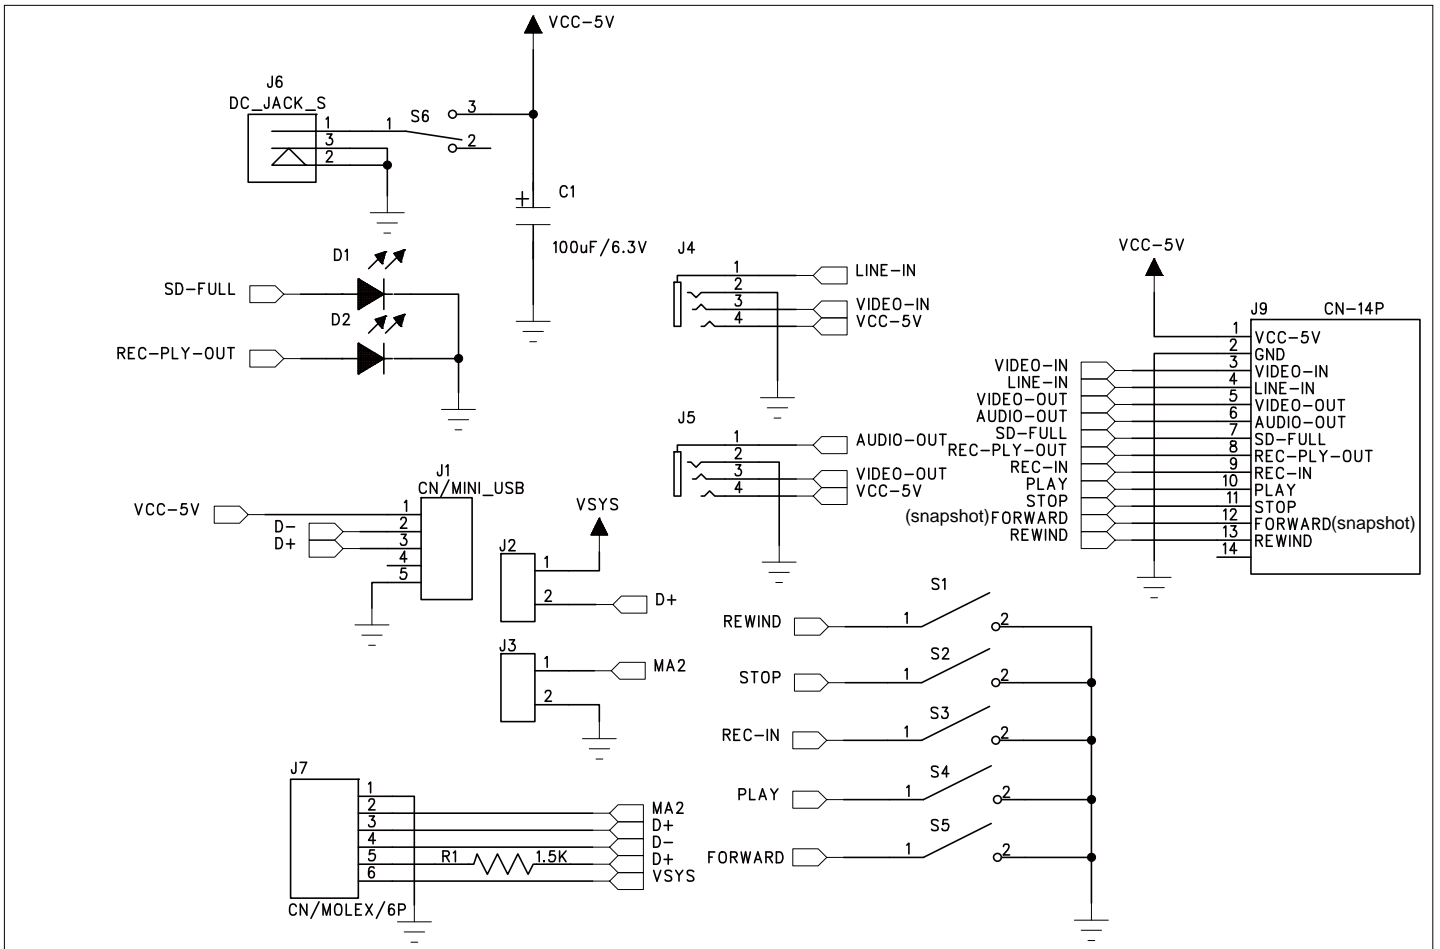 VCC-5V
J6
DC_JACK_S
1
3
2
1
S6
3
2
+
C1
100uF/6.3V
D1
SD-FULL
D2
REC-PLY-OUT
J4
1
2
3
4
LINE-IN
VIDEO-IN
VCC-5V
J5
1
2
3
4
AUDIO-OUT
VIDEO-OUT
VCC-5V
VCC-5V
J9 CN-14P
1 VCC-5V
2 GND
VIDEO-IN 3 VIDEO-IN
LINE-IN 4 LINE-IN
VIDEO-OUT 5 VIDEO-OUT
AUDIO-OUT 6 AUDIO-OUT
SD-FULL 7 SD-FULL
REC-PLY-OUT 8 REC-PLY-OUT
REC-IN 9 REC-IN
PLAY 10 PLAY
STOP 11 STOP
(snapshot)FORWARD 12 FORWARD(snapshot)
REWIND 13 REWIND
14
J1
CN/MINI_USB
VCC-5V 1
D- 2
D+ 3
4
5
VSYS
J2
1
2 D+
J3
1 MA2
2
J7
1
2 MA2
3 D+
4 D-
5 R1 1.5K D+
6 VSYS
CN/MOLEX/6P
S1
REWIND 1 2
S2
STOP 1 2
S3
REC-IN 1 2
S4
PLAY 1 2
S5
FORWARD 1 2